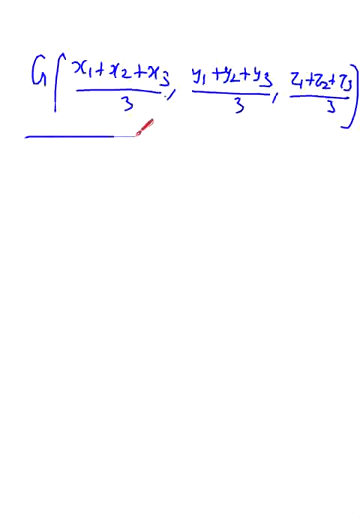 G[ (x₁+x₂+x₃)/3, (y₁+y₂+y₃)/3, (z₁+z₂+z₃)/3 ]